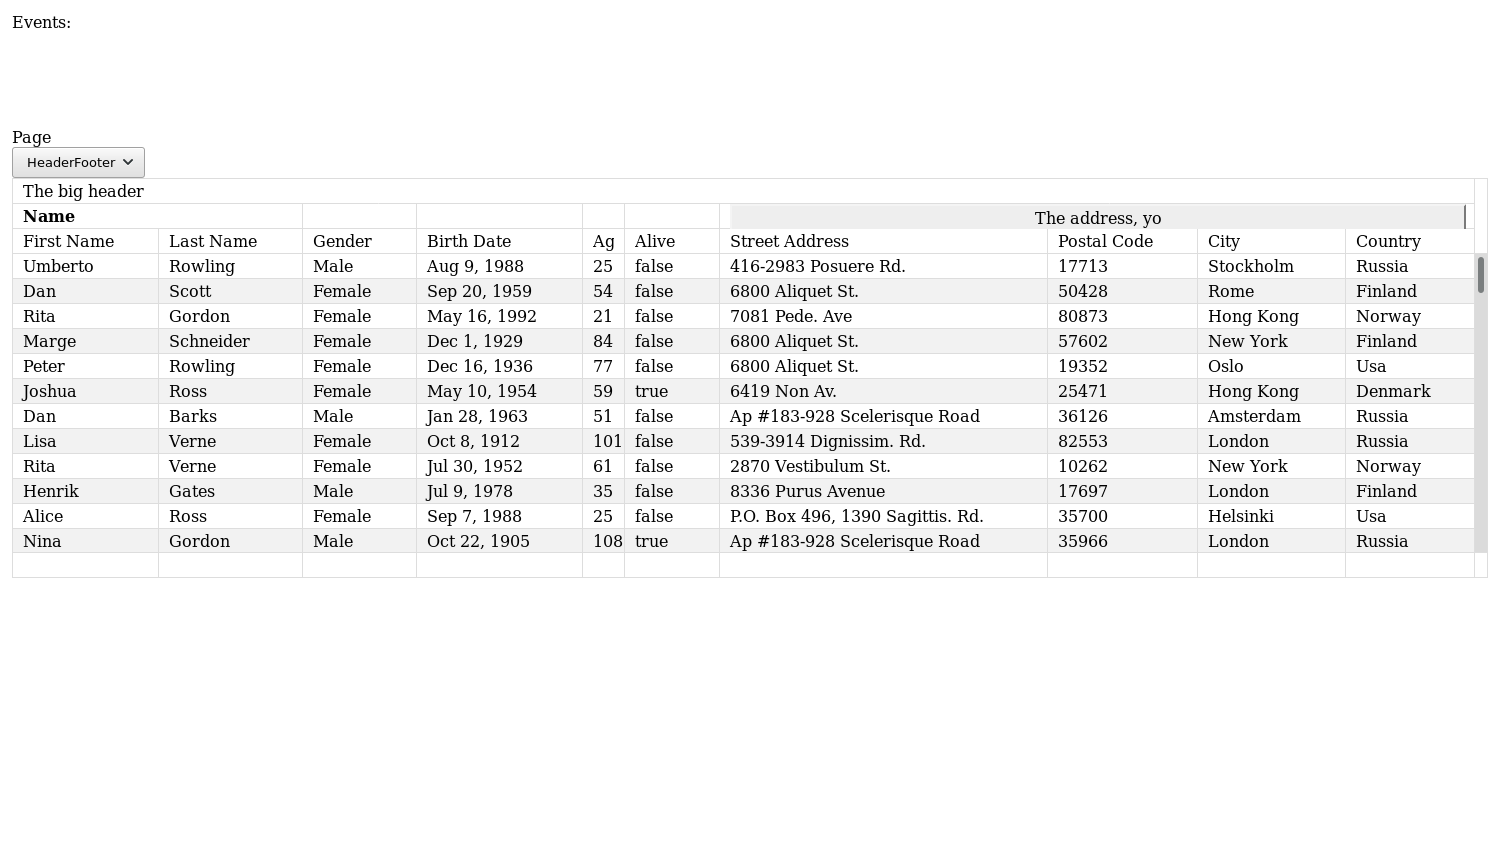 Events:
Page
HeaderFooter
The big header
Name The address, yo
First Name Last Name Gender Birth Date Ag Alive Street Address Postal Code City Country
Umberto Rowling Male Aug 9, 1988 25 false 416-2983 Posuere Rd. 17713 Stockholm Russia
Dan Scott Female Sep 20, 1959 54 false 6800 Aliquet St. 50428 Rome Finland
Rita Gordon Female May 16, 1992 21 false 7081 Pede. Ave 80873 Hong Kong Norway
Marge Schneider Female Dec 1, 1929 84 false 6800 Aliquet St. 57602 New York Finland
Peter Rowling Female Dec 16, 1936 77 false 6800 Aliquet St. 19352 Oslo Usa
Joshua Ross Female May 10, 1954 59 true 6419 Non Av. 25471 Hong Kong Denmark
Dan Barks Male Jan 28, 1963 51 false Ap #183-928 Scelerisque Road 36126 Amsterdam Russia
Lisa Verne Female Oct 8, 1912 101 false 539-3914 Dignissim. Rd. 82553 London Russia
Rita Verne Female Jul 30, 1952 61 false 2870 Vestibulum St. 10262 New York Norway
Henrik Gates Male Jul 9, 1978 35 false 8336 Purus Avenue 17697 London Finland
Alice Ross Female Sep 7, 1988 25 false P.O. Box 496, 1390 Sagittis. Rd. 35700 Helsinki Usa
Nina Gordon Male Oct 22, 1905 108 true Ap #183-928 Scelerisque Road 35966 London Russia